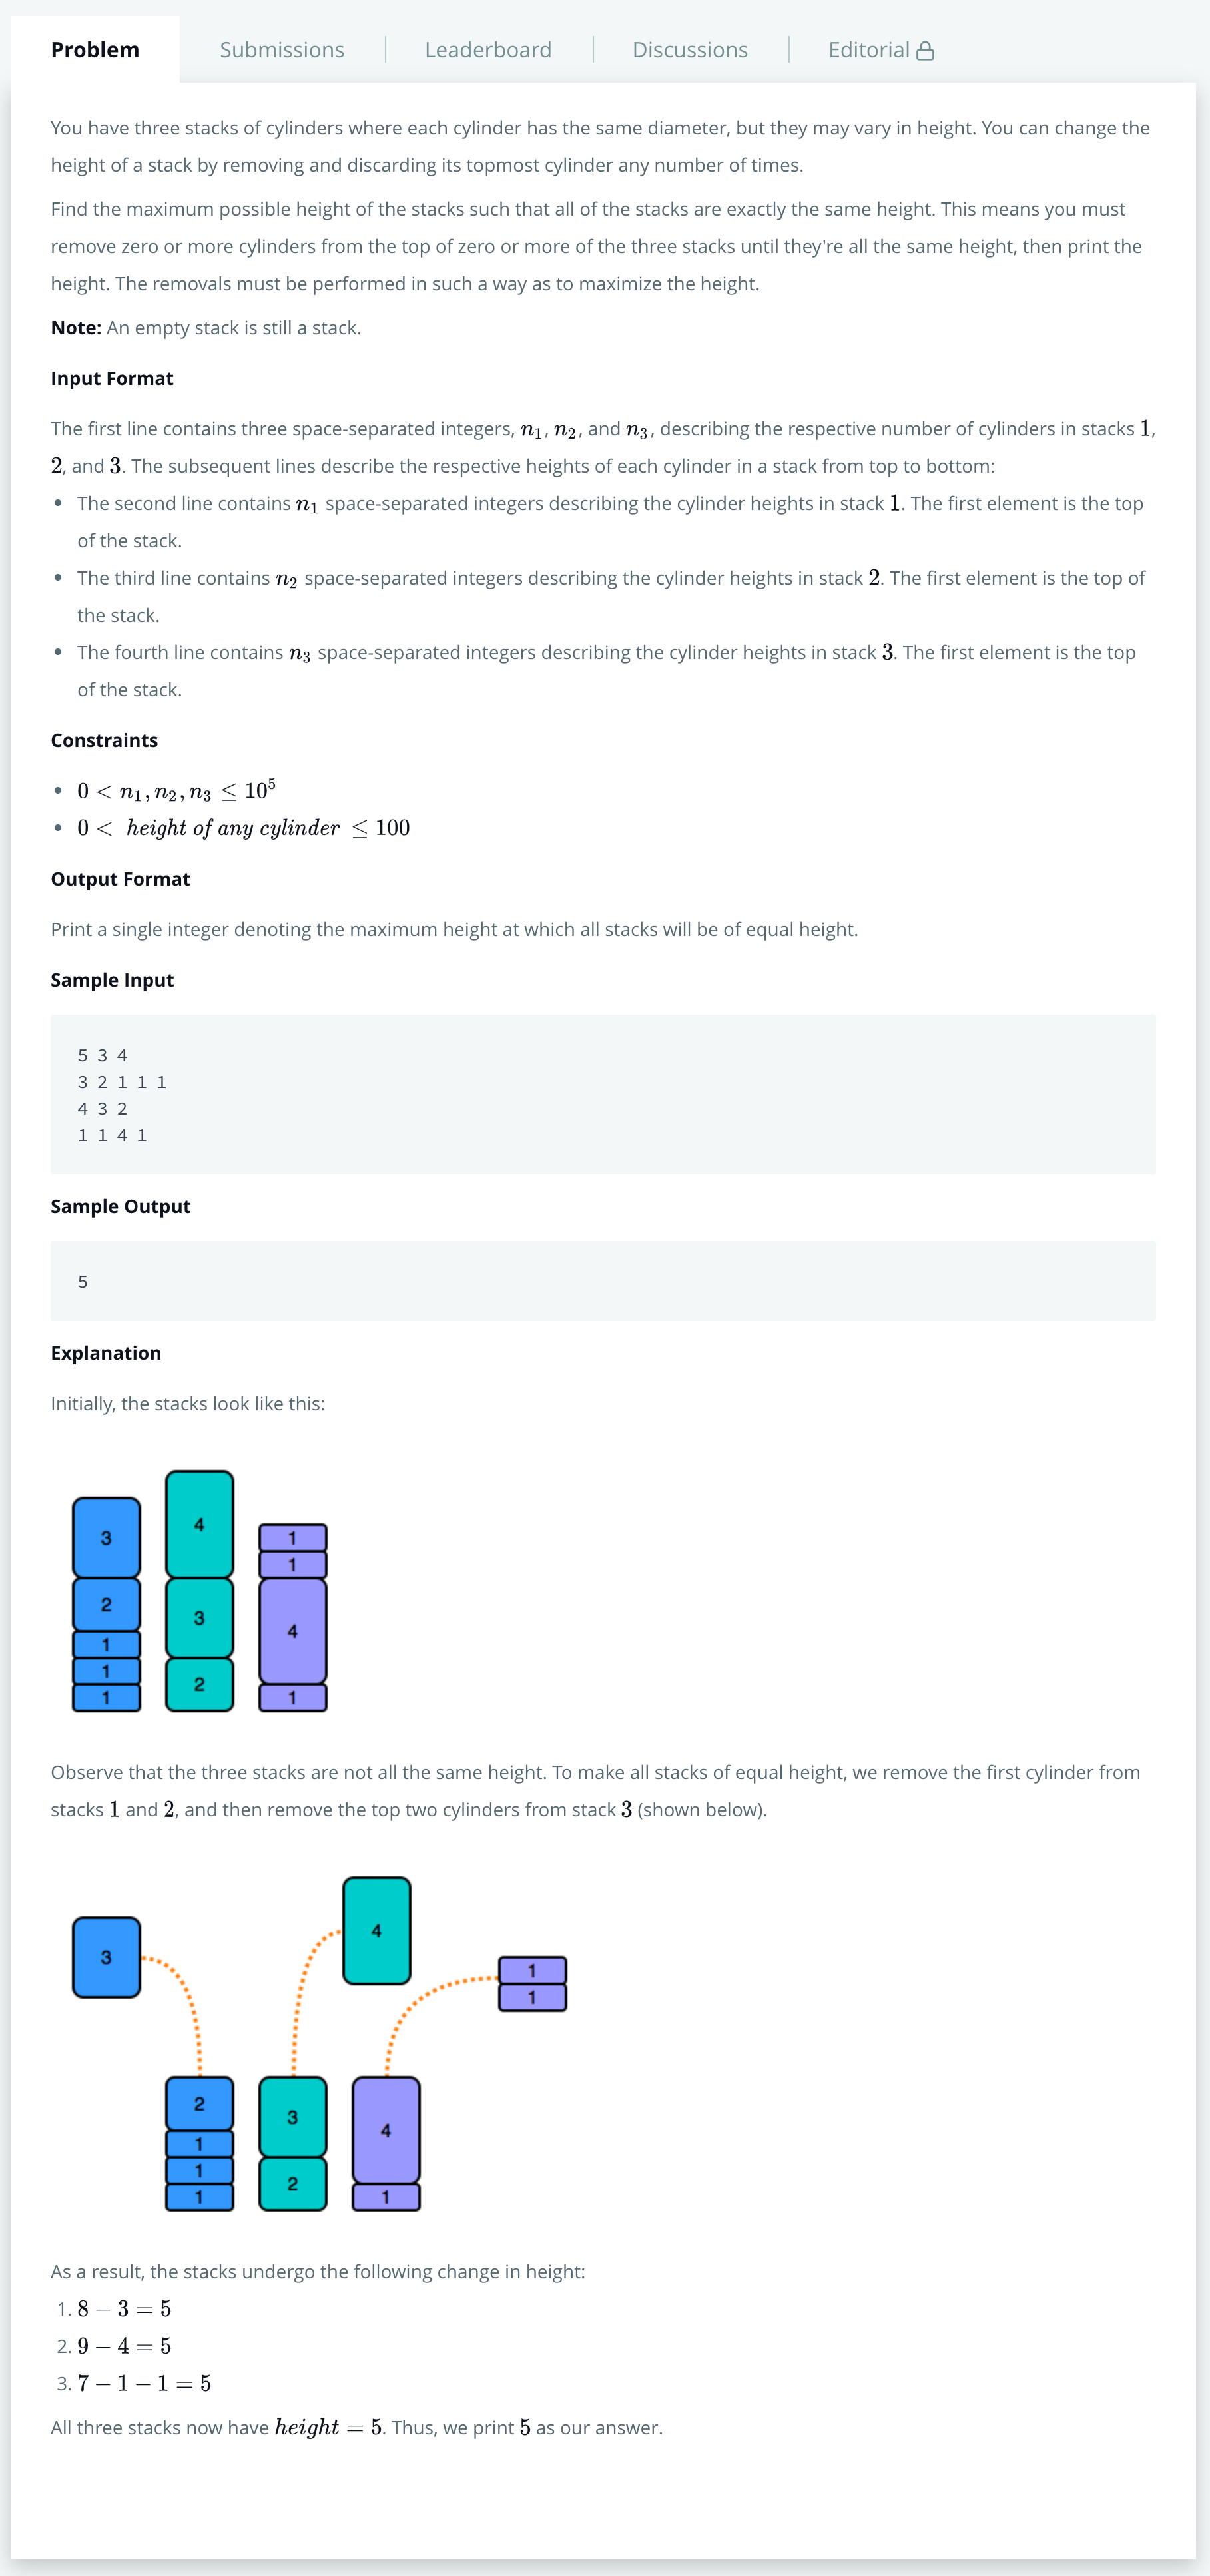 Problem
Submissions
Leaderboard
Discussions
Editorial
You have three stacks of cylinders where each cylinder has the same diameter, but they may vary in height. You can change the
height of a stack by removing and discarding its topmost cylinder any number of times.
Find the maximum possible height of the stacks such that all of the stacks are exactly the same height. This means you must
remove zero or more cylinders from the top of zero or more of the three stacks until they're all the same height, then print the
height. The removals must be performed in such a way as to maximize the height.
Note: An empty stack is still a stack.
Input Format
The first line contains three space-separated integers, n₁, n₂, and n₃, describing the respective number of cylinders in stacks 1,
2, and 3. The subsequent lines describe the respective heights of each cylinder in a stack from top to bottom:
• The second line contains n₁ space-separated integers describing the cylinder heights in stack 1. The first element is the top
of the stack.
• The third line contains n₂ space-separated integers describing the cylinder heights in stack 2. The first element is the top of
the stack.
• The fourth line contains n₃ space-separated integers describing the cylinder heights in stack 3. The first element is the top
of the stack.
Constraints
• 0 < n₁, n₂, n₃ ≤ 10⁵
• 0 < height of any cylinder ≤ 100
Output Format
Print a single integer denoting the maximum height at which all stacks will be of equal height.
Sample Input
5 3 4
3 2 1 1 1
4 3 2
1 1 4 1
Sample Output
5
Explanation
Initially, the stacks look like this:
3
2
1
1
1
4
3
2
1
1
4
1
Observe that the three stacks are not all the same height. To make all stacks of equal height, we remove the first cylinder from
stacks 1 and 2, and then remove the top two cylinders from stack 3 (shown below).
3
4
1
1
2
1
1
1
3
2
4
1
As a result, the stacks undergo the following change in height:
1. 8 − 3 = 5
2. 9 − 4 = 5
3. 7 − 1 − 1 = 5
All three stacks now have height = 5. Thus, we print 5 as our answer.